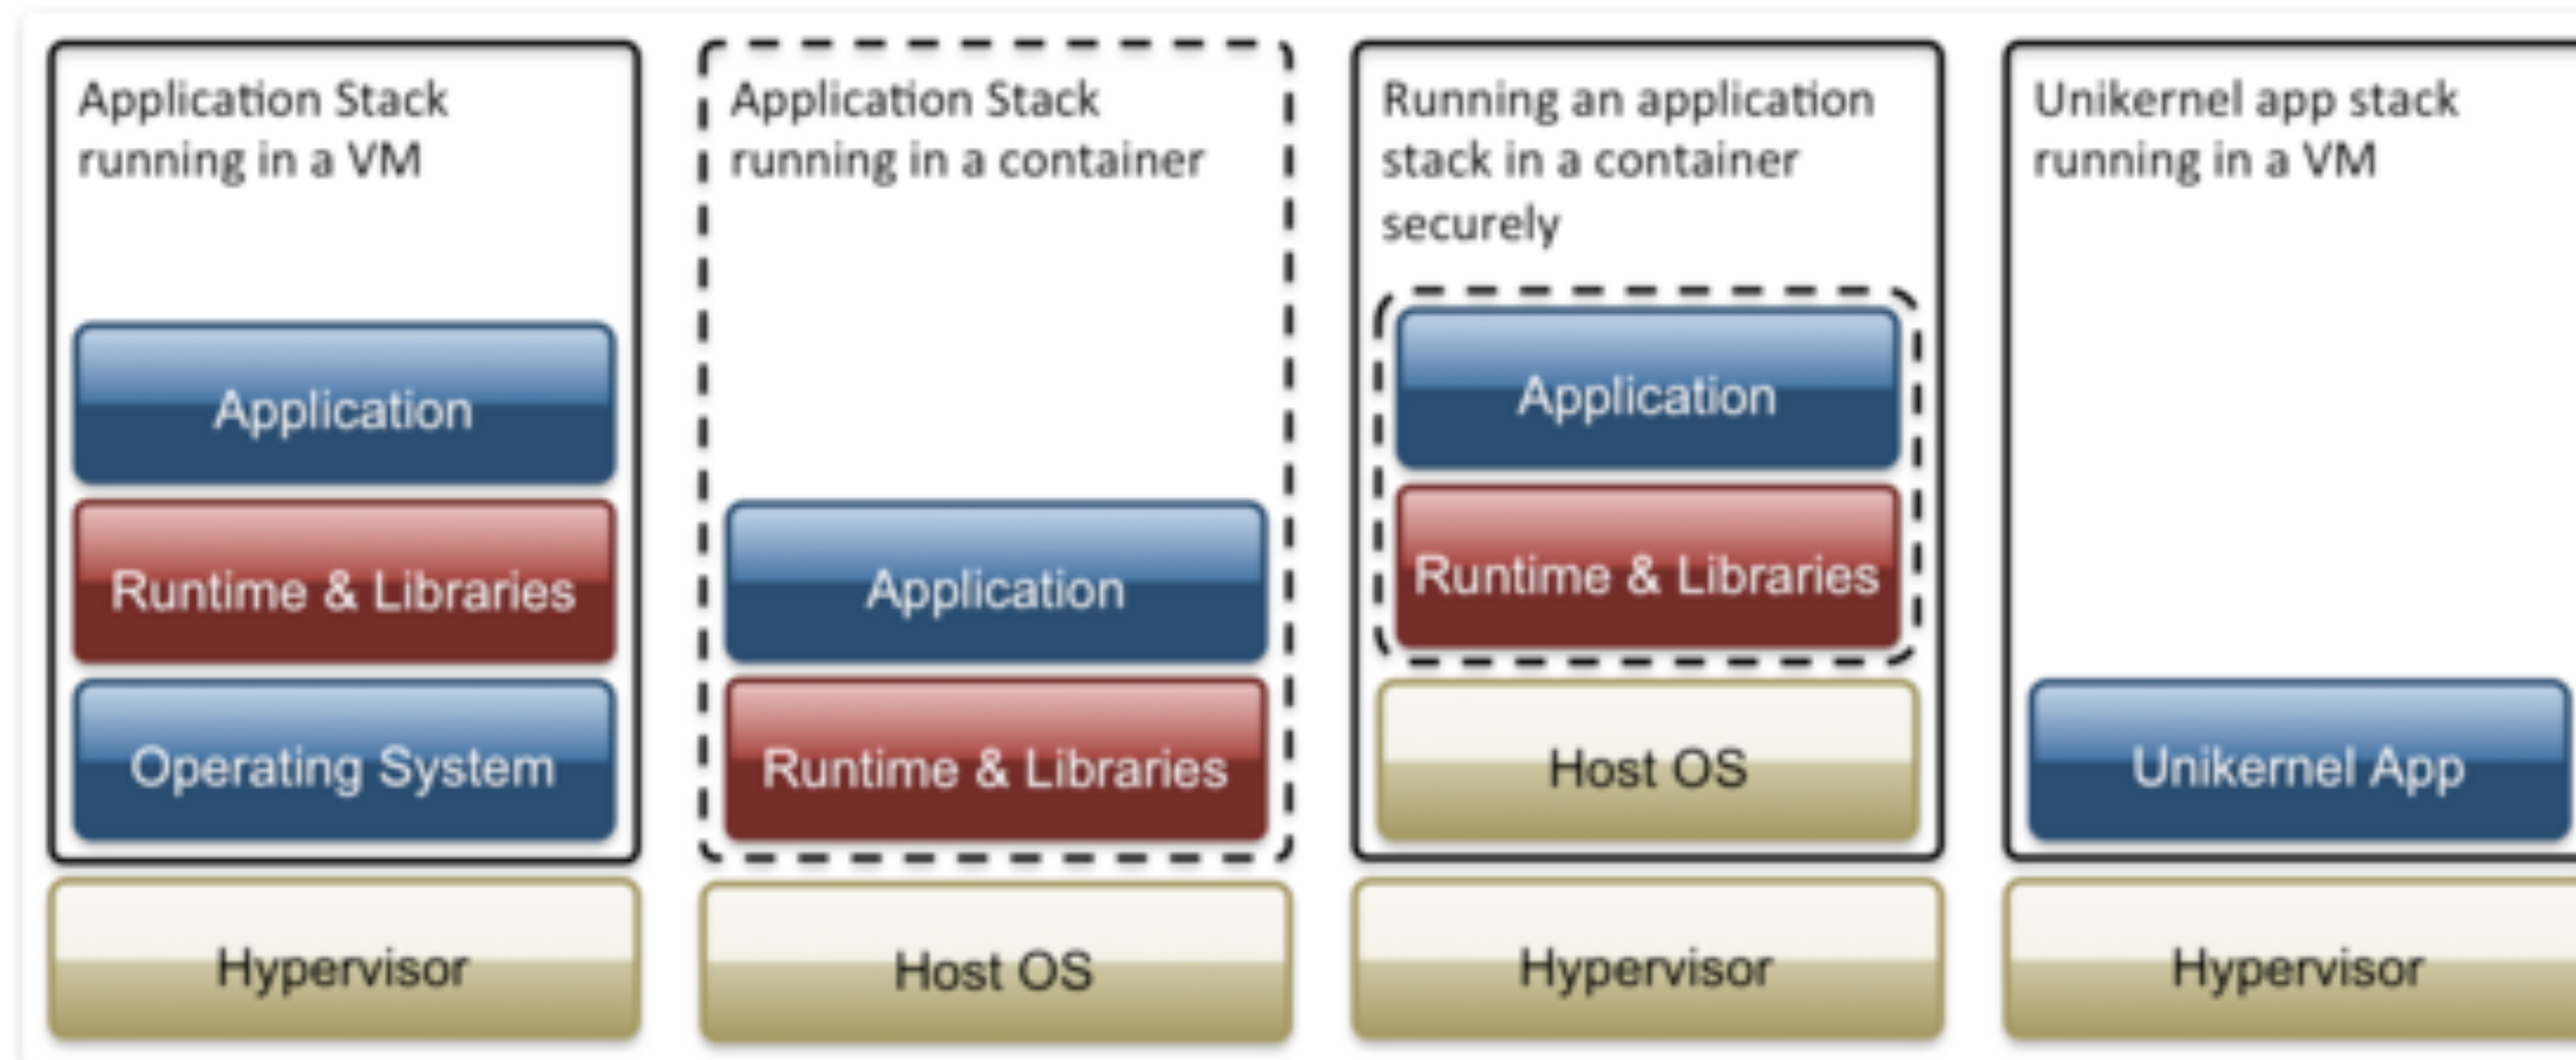 Application Stack
running in a VM
Application
Runtime & Libraries
Operating System
Hypervisor
Application Stack
running in a container
Application
Runtime & Libraries
Host OS
Running an application
stack in a container
securely
Application
Runtime & Libraries
Host OS
Hypervisor
Unikernel app stack
running in a VM
Unikernel App
Hypervisor